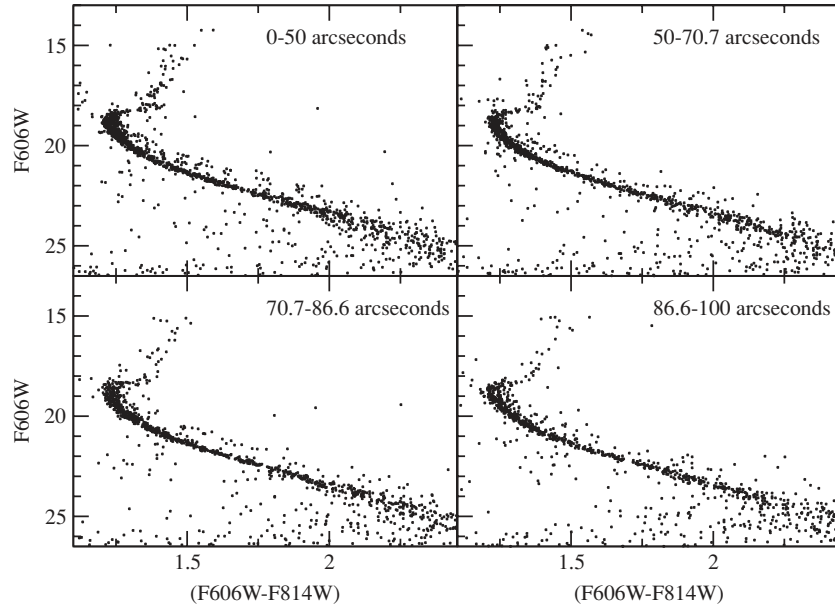 0-50 arcseconds
50-70.7 arcseconds
15
20
25
F606W
70.7-86.6 arcseconds
86.6-100 arcseconds
15
20
25
F606W
1.5
2
1.5
2
(F606W-F814W)
(F606W-F814W)